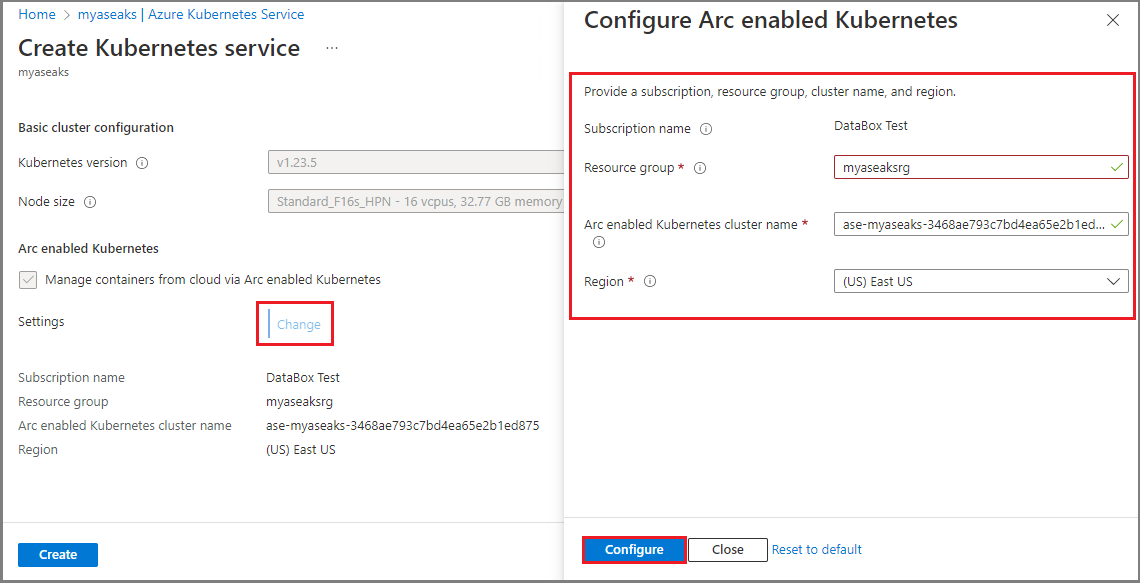 Home > myaseaks | Azure Kubernetes Service
Create Kubernetes service ...
myaseaks
Basic cluster configuration
Kubernetes version
v1.23.5
Node size
Standard_F16s_HPN - 16 vcpus, 32.77 GB memory
Arc enabled Kubernetes
Manage containers from cloud via Arc enabled Kubernetes
Settings
Change
Subscription name
DataBox Test
Resource group
myaseaksrg
Arc enabled Kubernetes cluster name
ase-myaseaks-3468ae793c7bd4ea65e2b1ed875
Region
(US) East US
Create
Configure Arc enabled Kubernetes
Provide a subscription, resource group, cluster name, and region.
Subscription name
DataBox Test
Resource group *
myaseaksrg
Arc enabled Kubernetes cluster name *
ase-myaseaks-3468ae793c7bd4ea65e2b1ed...
Region *
(US) East US
Configure
Close
Reset to default